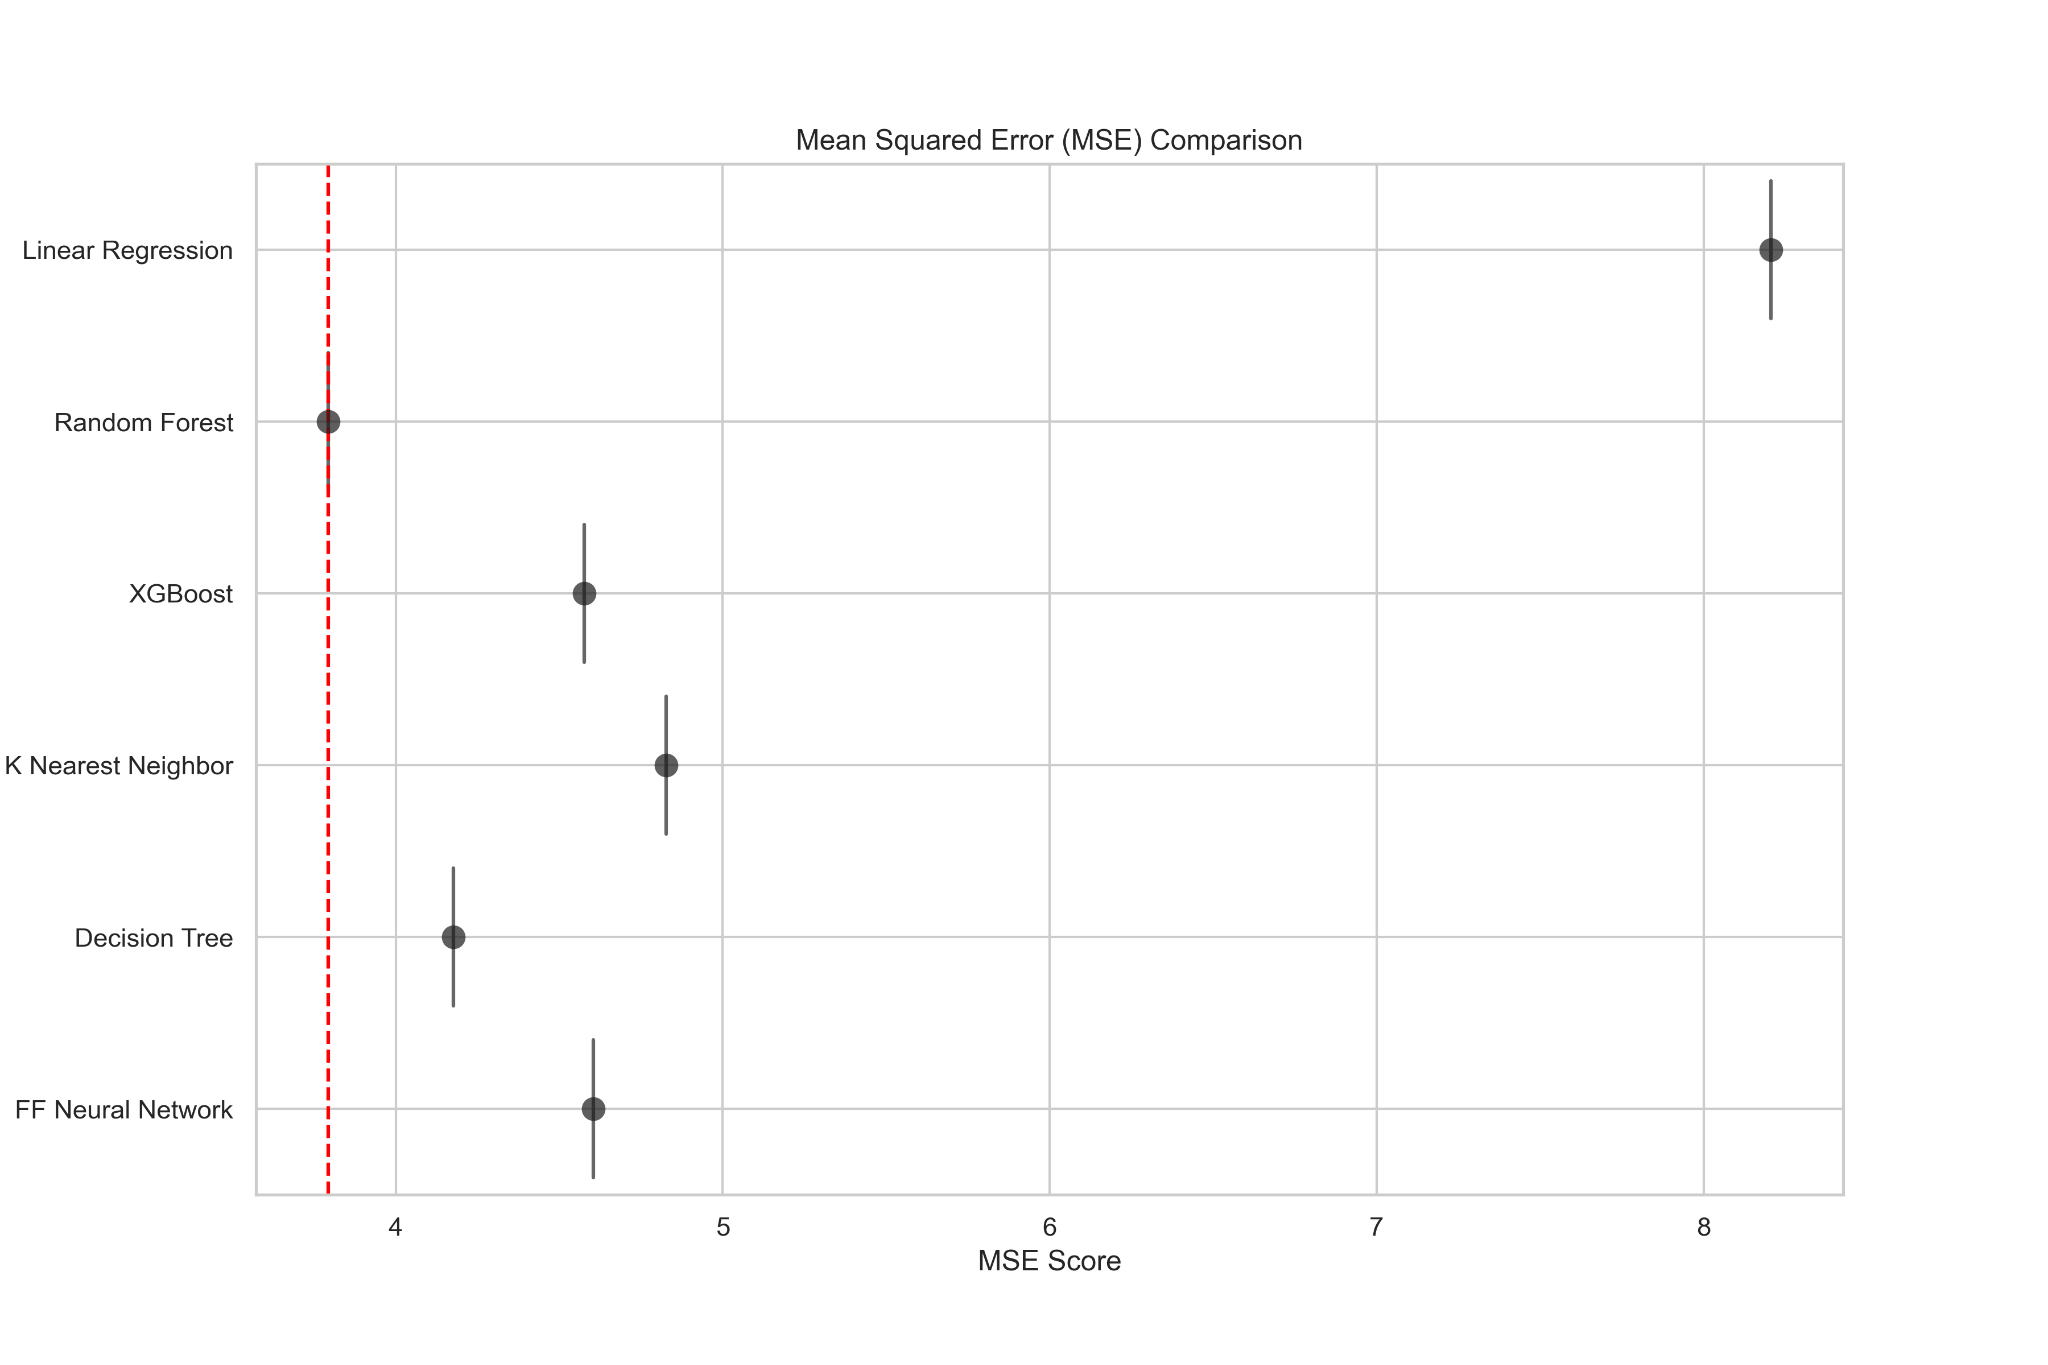 Mean Squared Error (MSE) Comparison
Linear Regression
Random Forest
XGBoost
K Nearest Neighbor
Decision Tree
FF Neural Network
4 5 6 7 8
MSE Score